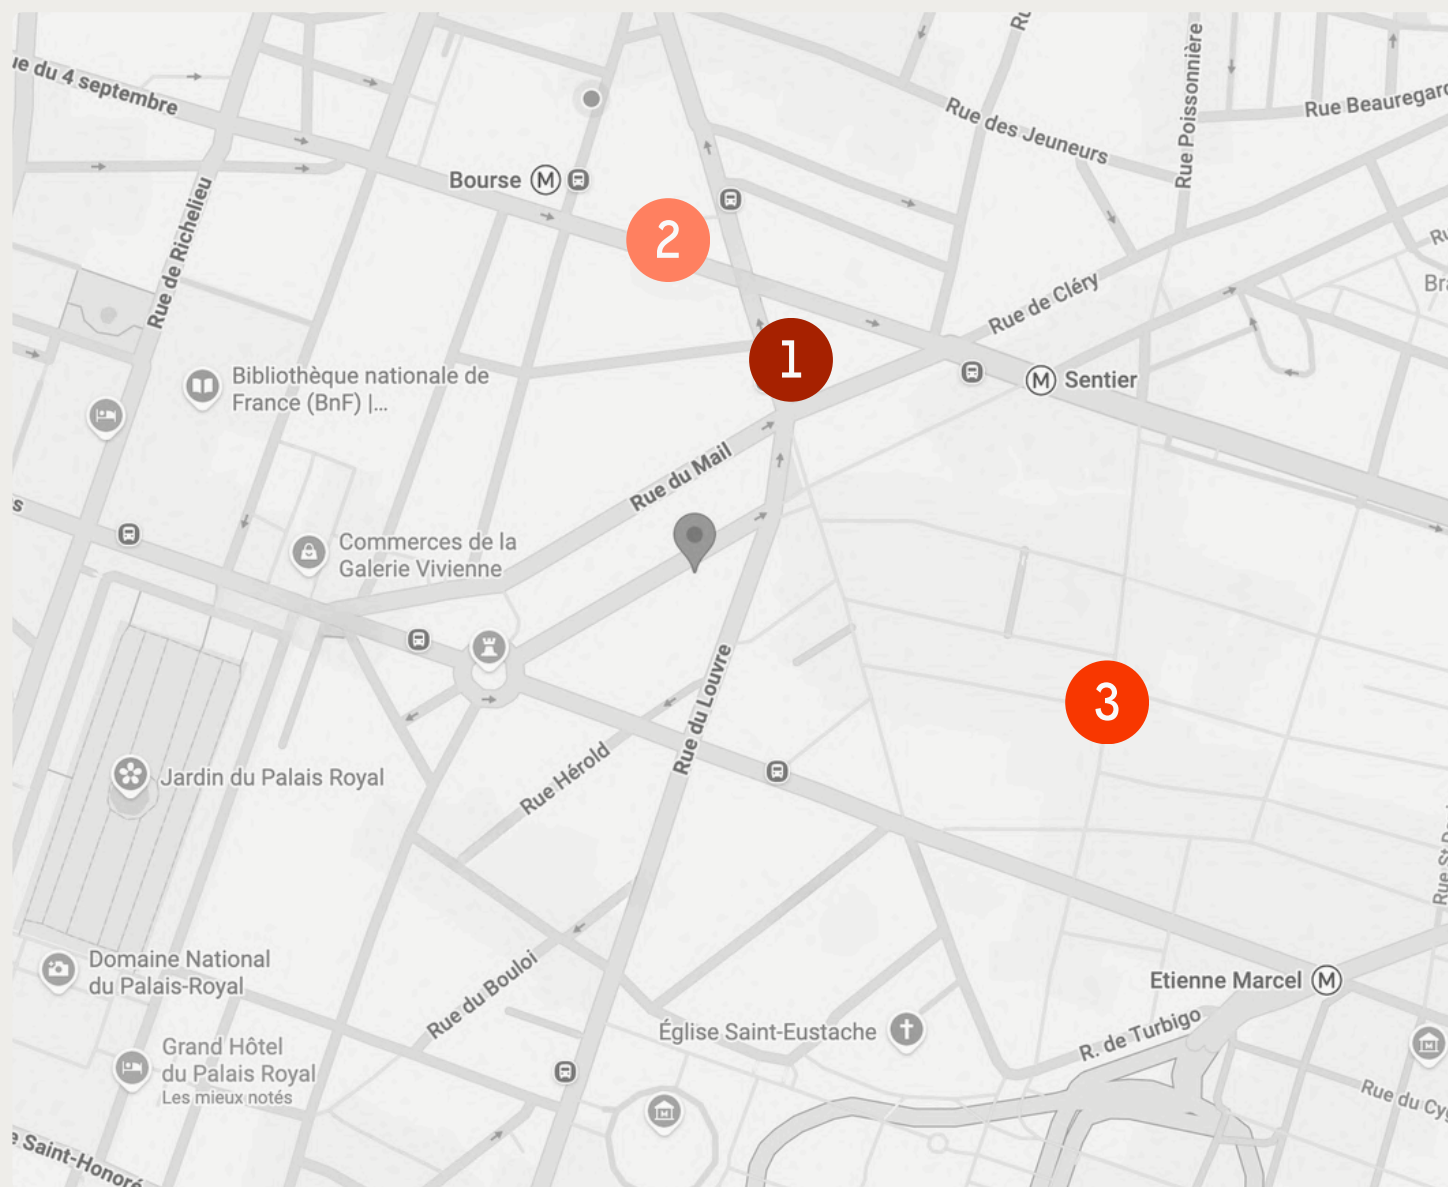 Rue Poissonnière
Rue Beauregard
ue du 4 septembre
Rue des Jeuneurs
Bourse M
2
Rue de Richelieu
Rue de Cléry
Bra
1
Bibliothèque nationale de
France (BnF) |...
M Sentier
Rue du Mail
s
Commerces de la
Galerie Vivienne
Rue du Louvre
3
Rue Hérold
Jardin du Palais Royal
Domaine National
du Palais-Royal
Rue du Bouloi
Etienne Marcel M
Église Saint-Eustache
R. de Turbigo
Grand Hôtel
du Palais Royal
Les mieux notés
Rue du Cyg
e Saint-Honoré